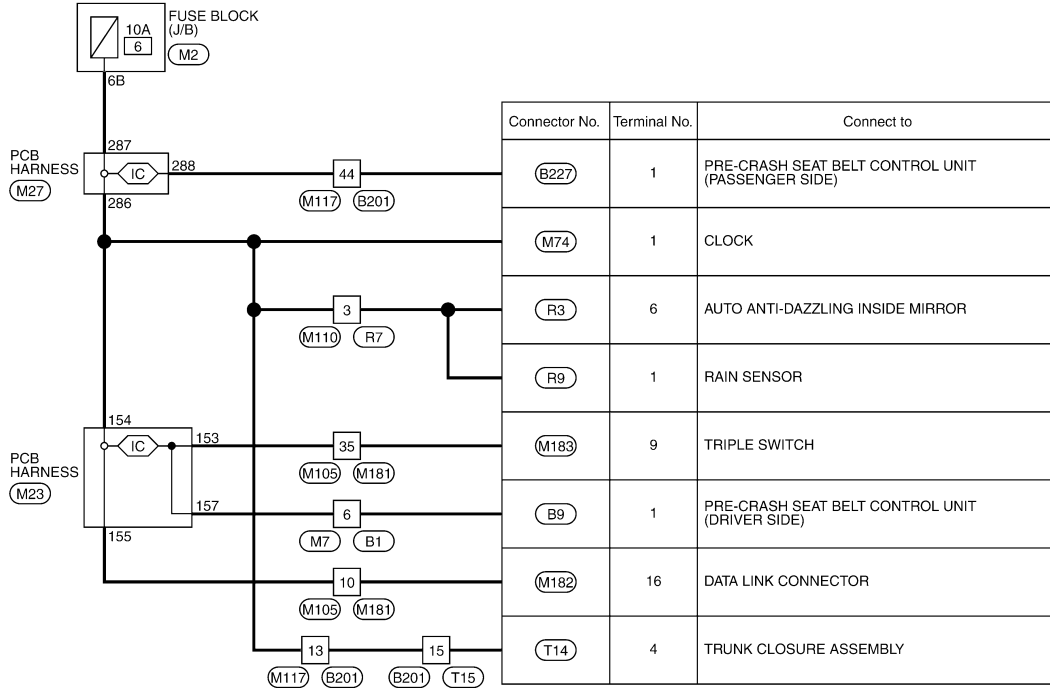 FUSE BLOCK
(J/B)
10A
6
M2
6B
287
PCB
HARNESS
M27
IC
288
286
44
M117
B201
3
M110
R7
154
PCB
HARNESS
M23
IC
153
157
155
35
M105
M181
6
M7
B1
10
M105
M181
13
M117
B201
15
B201
T15
Connector No. Terminal No. Connect to
B227 1 PRE-CRASH SEAT BELT CONTROL UNIT
(PASSENGER SIDE)
M74 1 CLOCK
R3 6 AUTO ANTI-DAZZLING INSIDE MIRROR
R9 1 RAIN SENSOR
M183 9 TRIPLE SWITCH
B9 1 PRE-CRASH SEAT BELT CONTROL UNIT
(DRIVER SIDE)
M182 16 DATA LINK CONNECTOR
T14 4 TRUNK CLOSURE ASSEMBLY